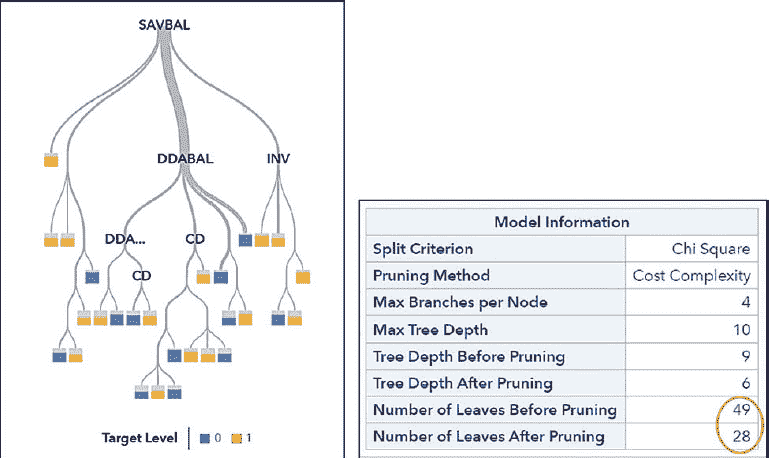 SAVBAL
DDABAL INV
DDA... CD
CD
Target Level 0 1
Model Information
Split Criterion Chi Square
Pruning Method Cost Complexity
Max Branches per Node 4
Max Tree Depth 10
Tree Depth Before Pruning 9
Tree Depth After Pruning 6
Number of Leaves Before Pruning 49
Number of Leaves After Pruning 28